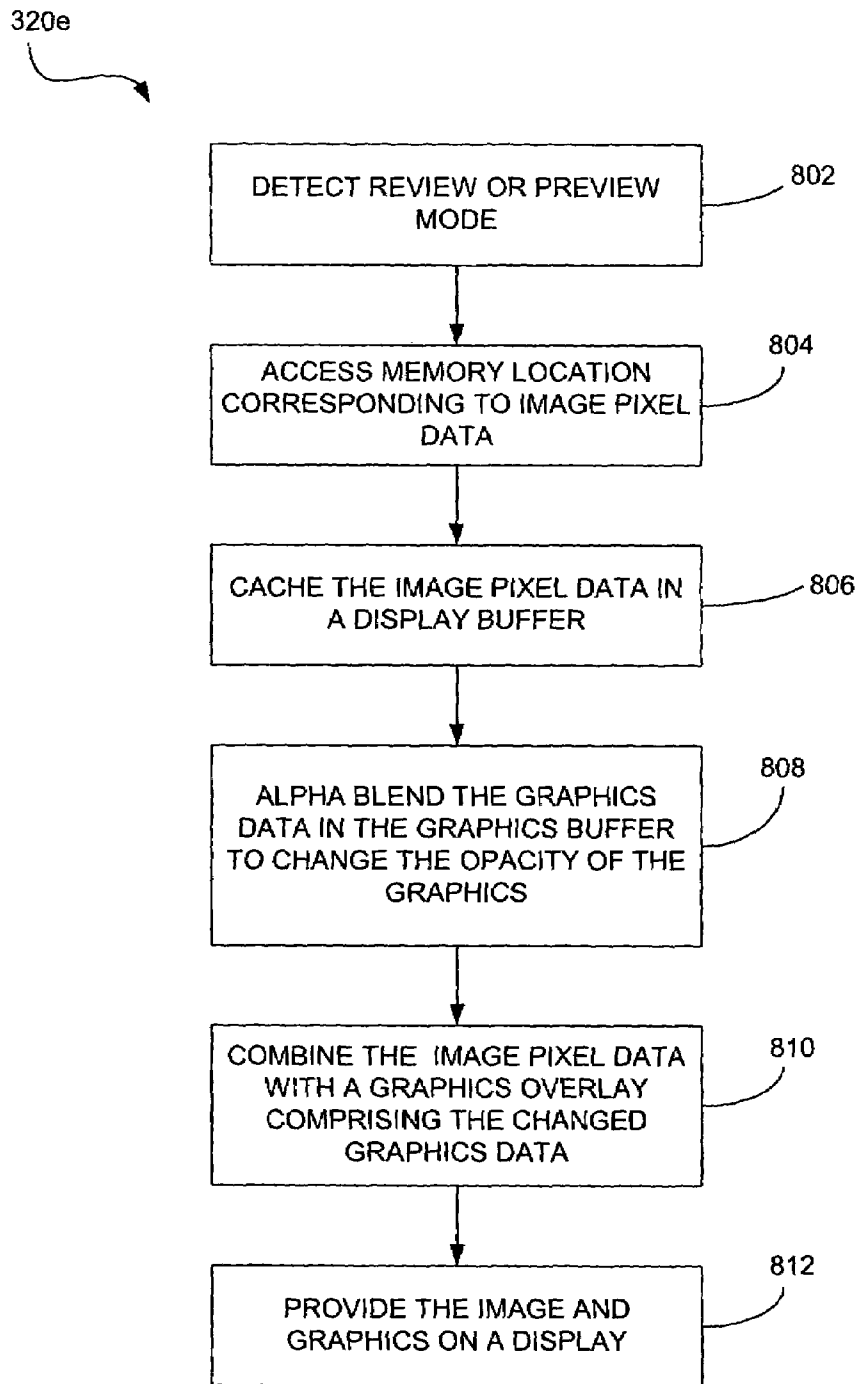 320e
DETECT REVIEW OR PREVIEW
MODE
802
ACCESS MEMORY LOCATION
CORRESPONDING TO IMAGE PIXEL
DATA
804
CACHE THE IMAGE PIXEL DATA IN
A DISPLAY BUFFER
806
ALPHA BLEND THE GRAPHICS
DATA IN THE GRAPHICS BUFFER
TO CHANGE THE OPACITY OF THE
GRAPHICS
808
COMBINE THE IMAGE PIXEL DATA
WITH A GRAPHICS OVERLAY
COMPRISING THE CHANGED
GRAPHICS DATA
810
PROVIDE THE IMAGE AND
GRAPHICS ON A DISPLAY
812